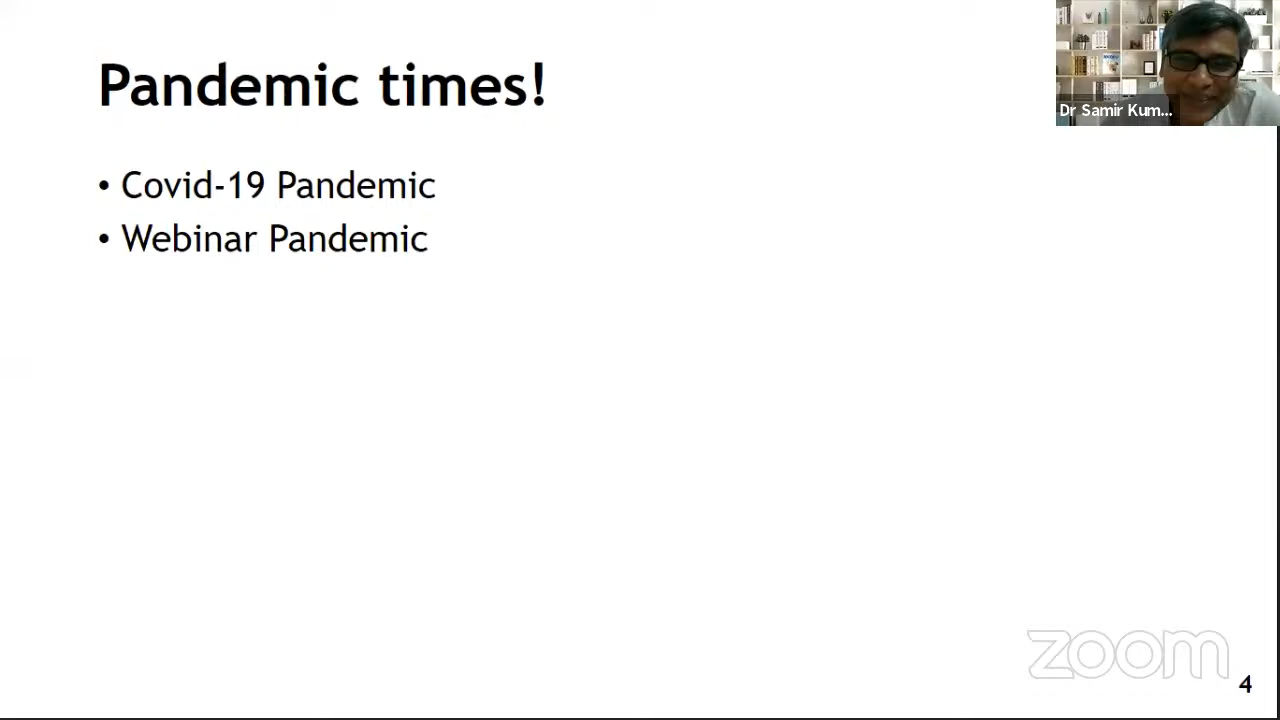 Pandemic times!
Dr Samir Kum...
• Covid-19 Pandemic
• Webinar Pandemic
zoom
4